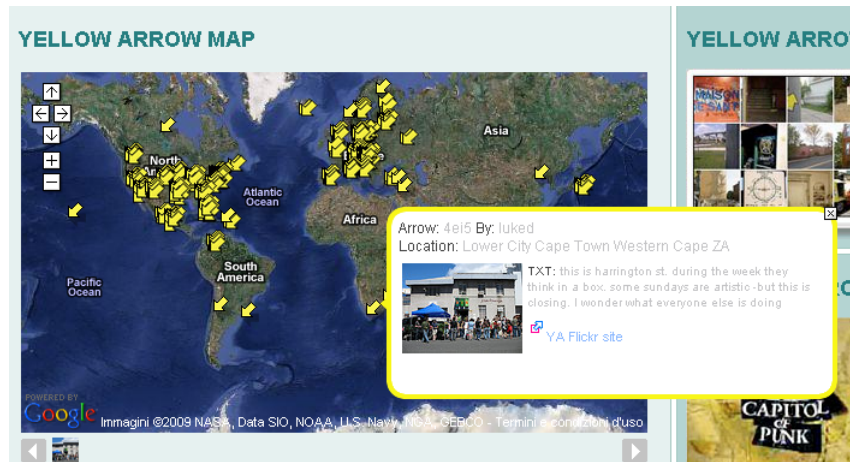 YELLOW ARROW MAP
YELLOW ARRO
MAISON
Asia
North
Atlantic
Ocean
Africa
Arrow: 4ei5 By: luked
Location: Lower City Cape Town Western Cape ZA
TXT: this is harrington st. during the week they
think in a box. some sundays are artistic -but this is
closing. I wonder what everyone else is doing
YA Flickr site
South
America
Pacific
Ocean
POWERED BY
Google
Immagini ©2009 NASA, Data SIO, NOAA, U.S. Navy, NGA, GEBCO - Termini e condizioni d'uso
CAPITOL
OF
PUNK